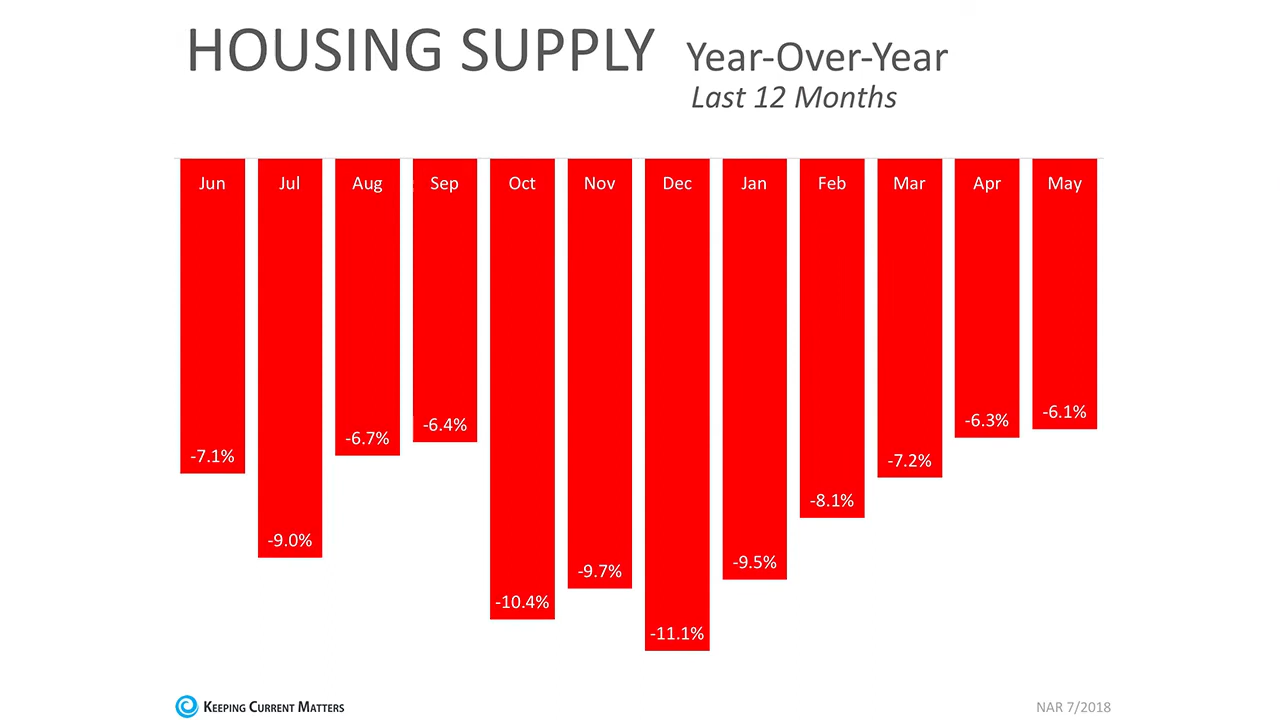 HOUSING SUPPLY Year-Over-Year
Last 12 Months
Jun Jul Aug Sep Oct Nov Dec Jan Feb Mar Apr May
-7.1% -9.0% -6.7% -6.4% -10.4% -9.7% -11.1% -9.5% -8.1% -7.2% -6.3% -6.1%
KEEPING CURRENT MATTERS NAR 7/2018